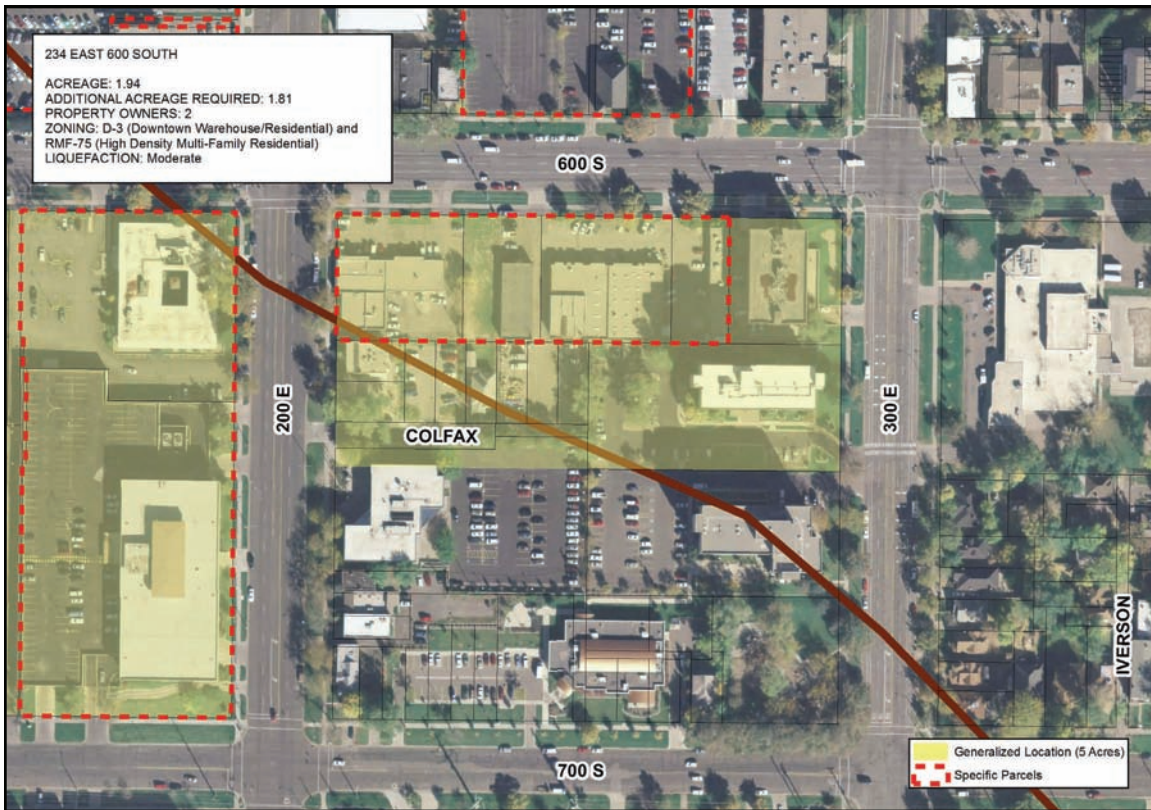 234 EAST 600 SOUTH
ACREAGE: 1.94
ADDITIONAL ACREAGE REQUIRED: 1.81
PROPERTY OWNERS: 2
ZONING: D-3 (Downtown Warehouse/Residential) and
RMF-75 (High Density Multi-Family Residential)
LIQUEFACTION: Moderate
600 S
200 E
300 E
COLFAX
IVERSON
700 S
Generalized Location (5 Acres)
Specific Parcels